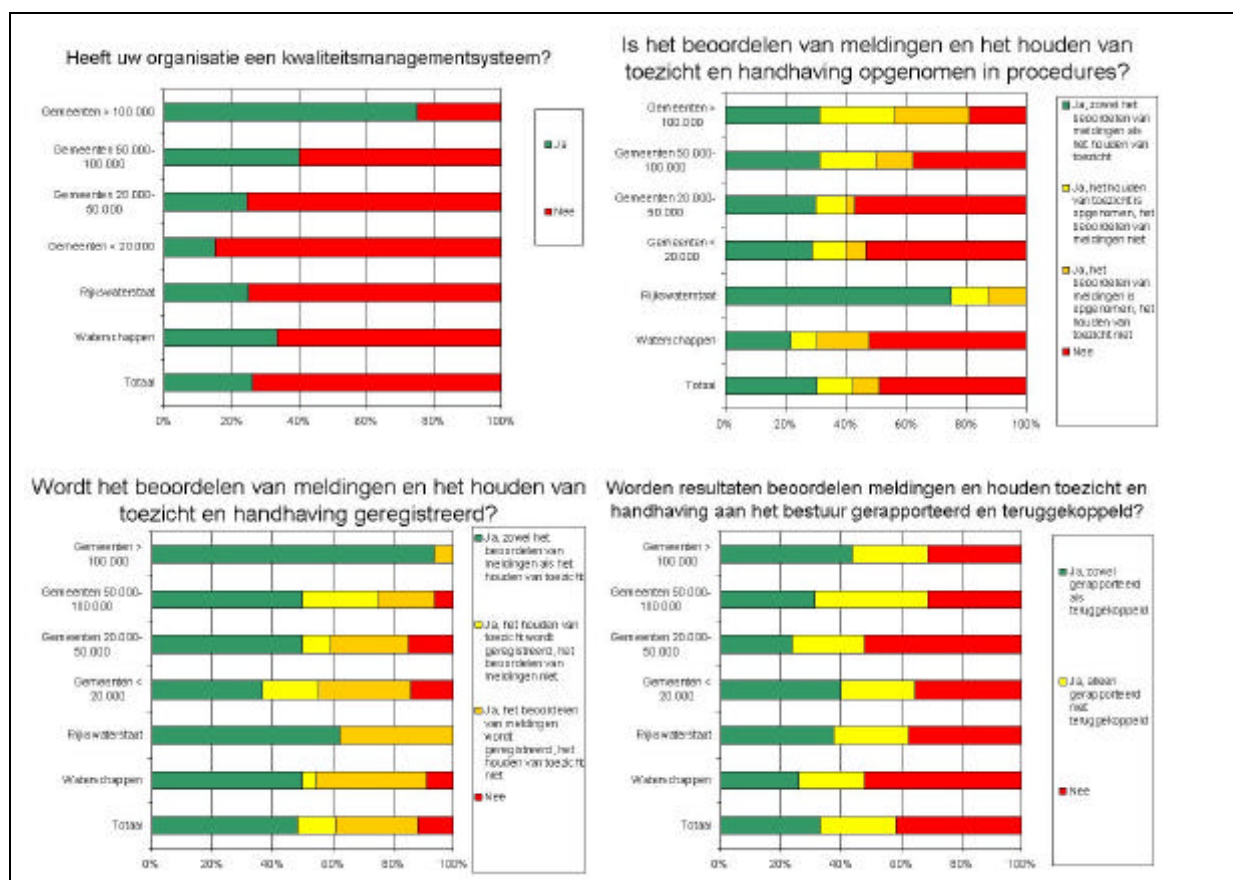 Heeft uw organisatie een kwaliteitsmanagementsysteem?
Gemeenten > 100.000
Gemeenten 50.000-
100.000
Gemeenten 20.000-
50.000
Gemeenten < 20.000
Rijkswaterstaat
Waterschappen
Totaal
0% 20% 40% 60% 80% 100%
Ja
Nee
Is het beoordelen van meldingen en het houden van
toezicht en handhaving opgenomen in procedures?
Gemeenten >
100.000
Gemeenten 50.000-
100.000
Gemeenten 20.000-
50.000
Gemeenten <
20.000
Rijkswaterstaat
Waterschappen
Totaal
0% 20% 40% 60% 80% 100%
Ja, zowel het
beoordelen van
meldingen als
het houden van
toezicht
Ja, het houden
van toezicht is
opgenomen, het
beoordelen van
meldingen niet
Ja, het
beoordelen van
meldingen is
opgenomen, het
houden van
toezicht niet
Nee
Wordt het beoordelen van meldingen en het houden van
toezicht en handhaving geregistreerd?
Gemeenten >
100.000
Gemeenten 50.000-
100.000
Gemeenten 20.000-
50.000
Gemeenten <
20.000
Rijkswaterstaat
Waterschappen
Totaal
0% 20% 40% 60% 80% 100%
Ja, zowel het
beoordelen van
meldingen als het
houden van toezicht
Ja, het houden van
toezicht wordt
geregistreerd, het
beoordelen van
meldingen niet
Ja, het beoordelen
van meldingen
wordt
geregistreerd, het
houden van toezicht
niet
Nee
Worden resultaten beoordelen meldingen en houden toezicht en
handhaving aan het bestuur gerapporteerd en teruggekoppeld?
Gemeenten >
100.000
Gemeenten 50.000-
100.000
Gemeenten 20.000-
50.000
Gemeenten <
20.000
Rijkswaterstaat
Waterschappen
Totaal
0% 20% 40% 60% 80% 100%
Ja, zowel
gerapporteerd
als
teruggekoppeld
Ja, alleen
gerapporteerd
niet
teruggekoppeld
Nee